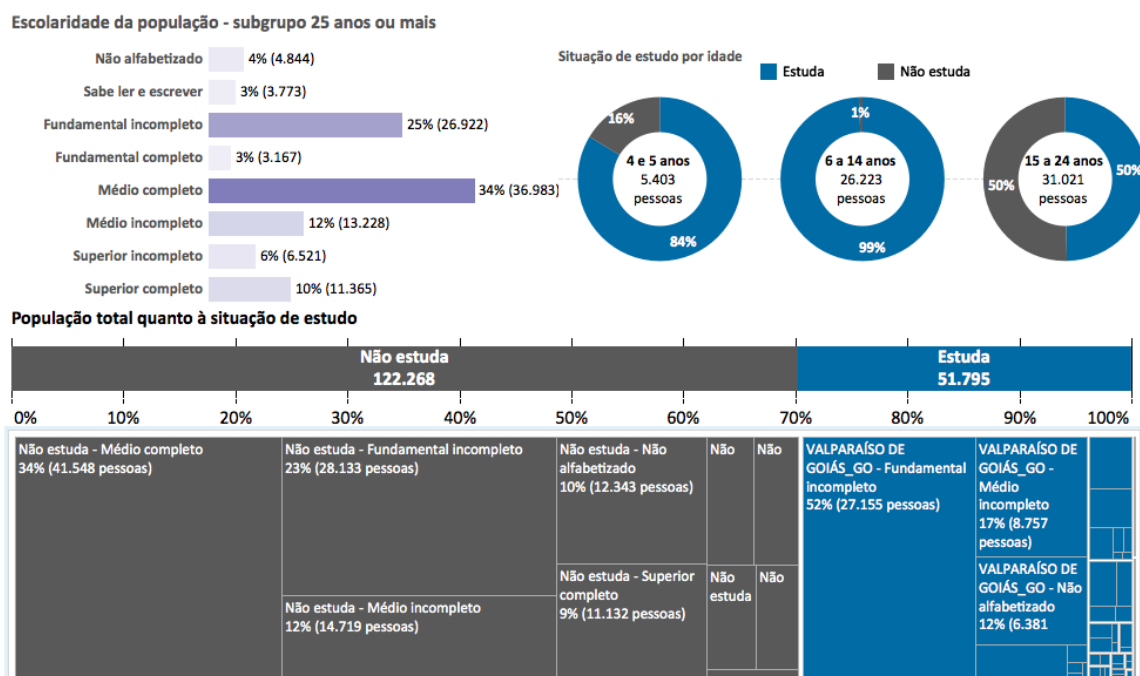 Escolaridade da população - subgrupo 25 anos ou mais
Não alfabetizado 4% (4.844)
Sabe ler e escrever 3% (3.773)
Fundamental incompleto 25% (26.922)
Fundamental completo 3% (3.167)
Médio completo 34% (36.983)
Médio incompleto 12% (13.228)
Superior incompleto 6% (6.521)
Superior completo 10% (11.365)
Situação de estudo por idade
Estuda
Não estuda
16%
4 e 5 anos
5.403
pessoas
84%
1%
6 a 14 anos
26.223
pessoas
99%
50%
15 a 24 anos
31.021
pessoas
50%
População total quanto à situação de estudo
Não estuda
122.268
Estuda
51.795
0% 10% 20% 30% 40% 50% 60% 70% 80% 90% 100%
Não estuda - Médio completo
34% (41.548 pessoas)
Não estuda - Fundamental incompleto
23% (28.133 pessoas)
Não estuda - Médio incompleto
12% (14.719 pessoas)
Não estuda - Não
alfabetizado
10% (12.343 pessoas)
Não estuda - Superior
completo
9% (11.132 pessoas)
Não
Não
Não
estuda
Não
VALPARAÍSO DE
GOIÁS_GO - Fundamental
incompleto
52% (27.155 pessoas)
VALPARAÍSO DE
GOIÁS_GO -
Médio
incompleto
17% (8.757
pessoas)
VALPARAÍSO DE
GOIÁS_GO - Não
alfabetizado
12% (6.381